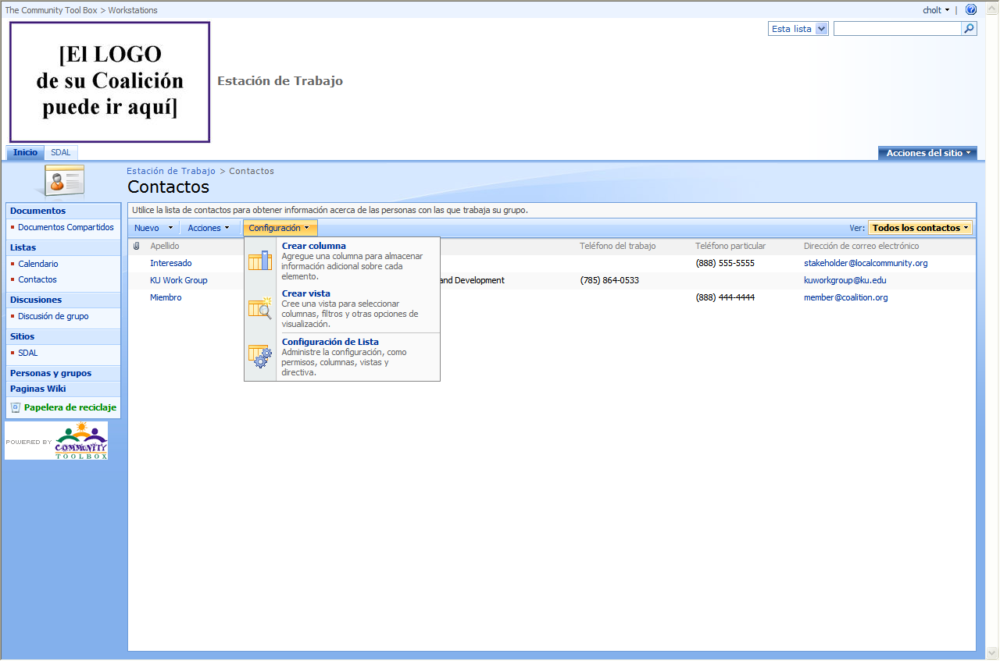 The Community Tool Box > Workstations
cholt
Esta lista
[El LOGO
de su Coalición
puede ir aquí]
Estación de Trabajo
Inicio SDAL
Acciones del sitio
Estación de Trabajo > Contactos
Contactos
Documentos
Documentos Compartidos
Listas
Calendario
Contactos
Discusiones
Discusión de grupo
Sitios
SDAL
Personas y grupos
Paginas Wiki
Papelera de reciclaje
POWERED BY
COMMUNITY
TOOLBOX
Utilice la lista de contactos para obtener información acerca de las personas con las que trabaja su grupo.
Nuevo Acciones Configuración Ver: Todos los contactos
Apellido Teléfono del trabajo Teléfono particular Dirección de correo electrónico
Interesado (888) 555-5555 stakeholder@localcommunity.org
KU Work Group and Development (785) 864-0533 kuworkgroup@ku.edu
Miembro (888) 444-4444 member@coalition.org
Crear columna
Agregue una columna para almacenar
información adicional sobre cada
elemento.
Crear vista
Cree una vista para seleccionar
columnas, filtros y otras opciones de
visualización.
Configuración de Lista
Administre la configuración, como
permisos, columnas, vistas y
directiva.